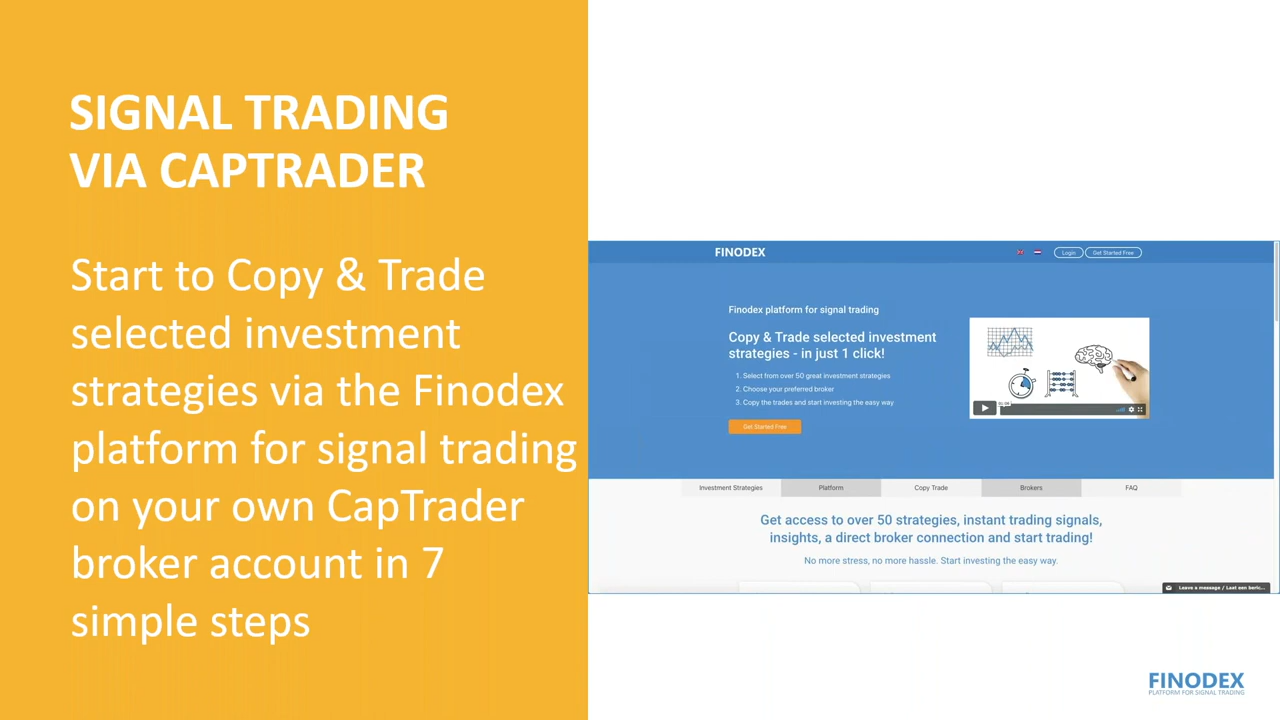 SIGNAL TRADING
VIA CAPTRADER
Start to Copy & Trade
selected investment
strategies via the Finodex
platform for signal trading
on your own CapTrader
broker account in 7
simple steps
FINODEX
Login
Get Started Free
Finodex platform for signal trading
Copy & Trade selected investment
strategies - in just 1 click!
1. Select from over 50 great investment strategies
2. Choose your preferred broker
3. Copy the trades and start investing the easy way
Get Started Free
Investment Strategies
Platform
Copy Trade
Brokers
FAQ
Get access to over 50 strategies, instant trading signals,
insights, a direct broker connection and start trading!
No more stress, no more hassle. Start investing the easy way.
Leave a message / Laat een beric...
FINODEX
PLATFORM FOR SIGNAL TRADING